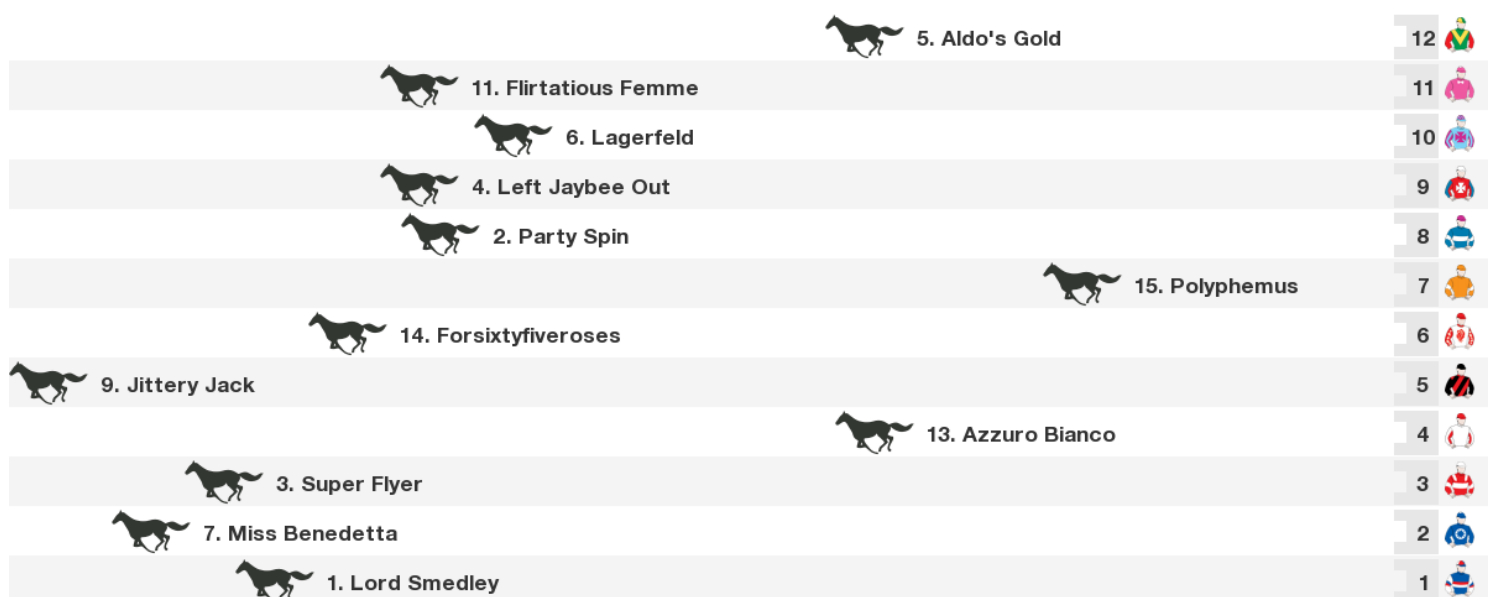 5. Aldo's Gold 12
11. Flirtatious Femme 11
6. Lagerfeld 10
4. Left Jaybee Out 9
2. Party Spin 8
15. Polyphemus 7
14. Forsixtyfiveroses 6
9. Jittery Jack 5
13. Azzuro Bianco 4
3. Super Flyer 3
7. Miss Benedetta 2
1. Lord Smedley 1